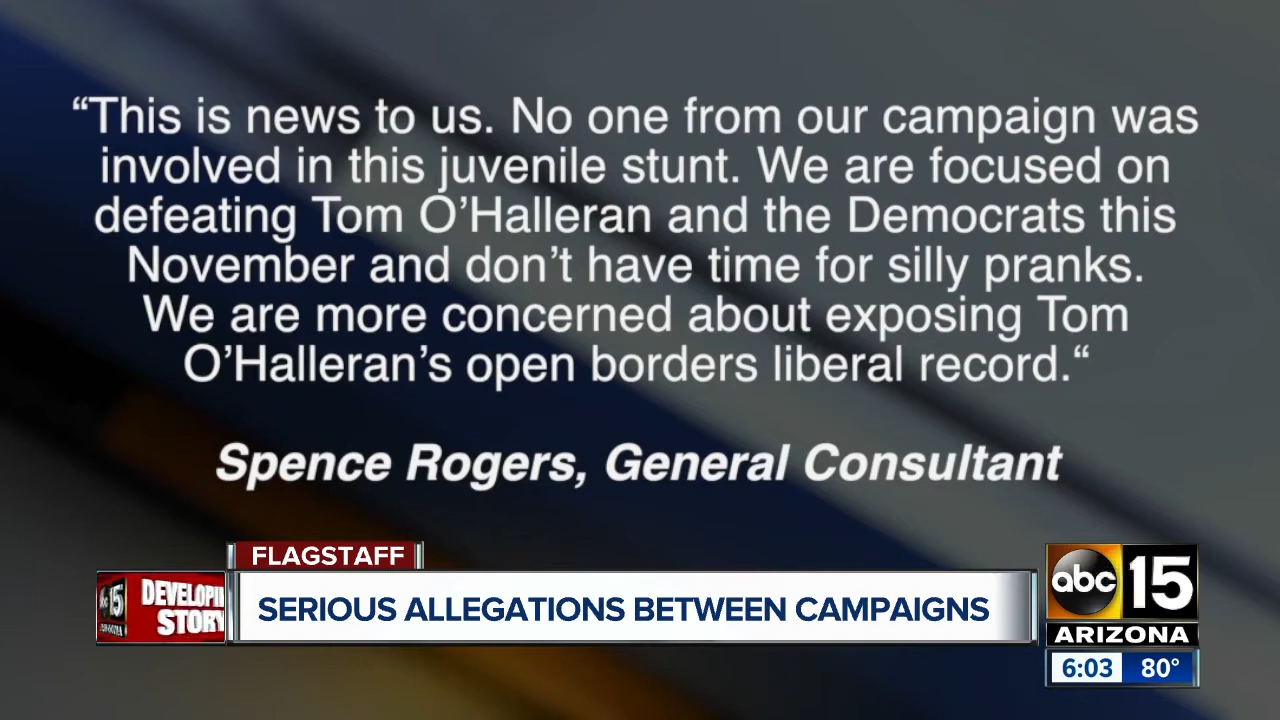 “This is news to us. No one from our campaign was
involved in this juvenile stunt. We are focused on
defeating Tom O’Halleran and the Democrats this
November and don’t have time for silly pranks.
We are more concerned about exposing Tom
O’Halleran’s open borders liberal record.“
Spence Rogers, General Consultant
FLAGSTAFF
SERIOUS ALLEGATIONS BETWEEN CAMPAIGNS
abc 15
ARIZONA
6:03 80°
abc 15
STORY